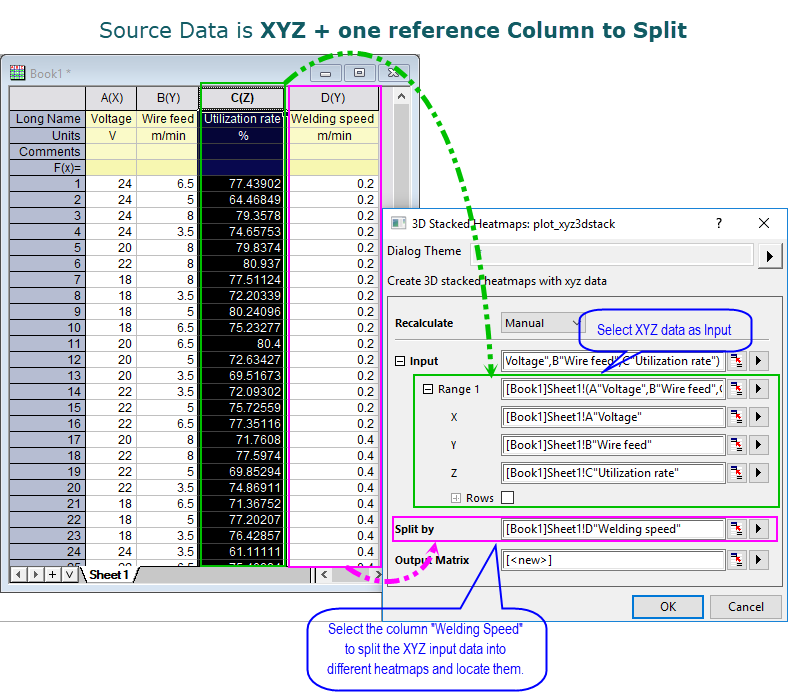 Source Data is XYZ + one reference Column to Split
Book1 *
A(X) B(Y) C(Z) D(Y)
Long Name Voltage Wire feed Utilization rate Welding speed
Units V m/min % m/min
Comments
F(x)=
1 24 6.5 77.43902 0.2
2 24 5 64.46849 0.2
3 24 8 79.3578 0.2
4 24 3.5 74.65753 0.2
5 20 8 79.8374 0.2
6 22 8 80.937 0.2
7 18 8 77.51124 0.2
8 18 3.5 72.20339 0.2
9 18 5 80.24096 0.2
10 18 6.5 75.23277 0.2
11 20 6.5 80.4 0.2
12 20 5 72.63427 0.2
13 20 3.5 69.51673 0.2
14 22 3.5 72.09302 0.2
15 22 5 75.72559 0.2
16 22 6.5 77.35116 0.2
17 20 8 71.7608 0.4
18 22 8 77.5974 0.4
19 22 5 69.85294 0.4
20 22 3.5 74.86911 0.4
21 18 6.5 71.36752 0.4
22 18 5 77.20207 0.4
23 18 3.5 76.42857 0.4
24 24 3.5 61.11111 0.4
Sheet1
3D Stacked Heatmaps: plot_xyz3dstack
Dialog Theme
Create 3D stacked heatmaps with xyz data
Recalculate Manual
Select XYZ data as Input
Input Voltage",B"Wire feed",C"Utilization rate")
Range 1 [Book1]Sheet1!(A"Voltage",B"Wire feed",C
X [Book1]Sheet1!A"Voltage"
Y [Book1]Sheet1!B"Wire feed"
Z [Book1]Sheet1!C"Utilization rate"
Rows
Split by [Book1]Sheet1!D"Welding speed"
Output Matrix [<new>]
OK Cancel
Select the column "Welding Speed"
to split the XYZ input data into
different heatmaps and locate them.